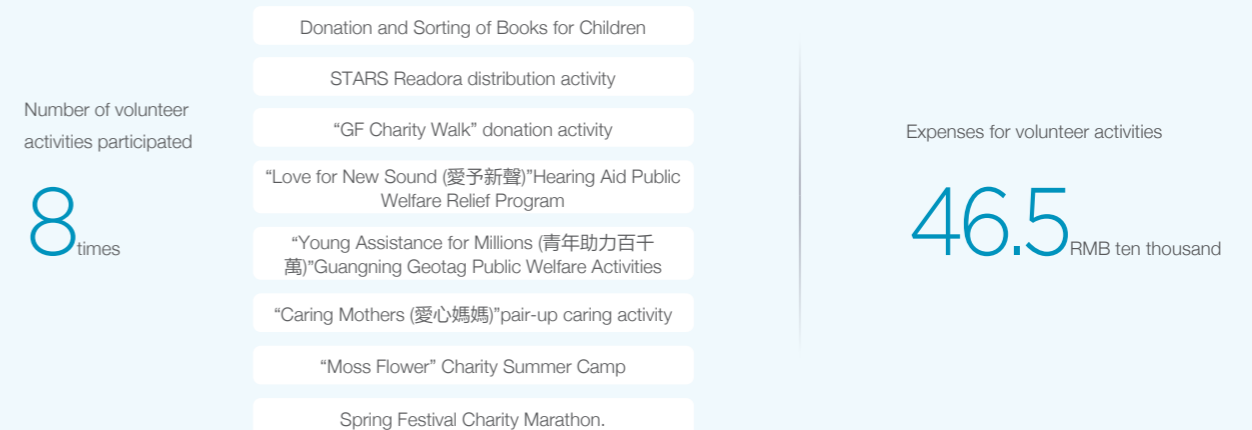 Number of volunteer
activities participated
8 times
Donation and Sorting of Books for Children
STARS Readora distribution activity
“GF Charity Walk” donation activity
“Love for New Sound (愛予新聲)”Hearing Aid Public
Welfare Relief Program
“Young Assistance for Millions (青年助力百千
萬)”Guangning Geotag Public Welfare Activities
“Caring Mothers (愛心媽媽)”pair-up caring activity
“Moss Flower” Charity Summer Camp
Spring Festival Charity Marathon.
Expenses for volunteer activities
46.5 RMB ten thousand